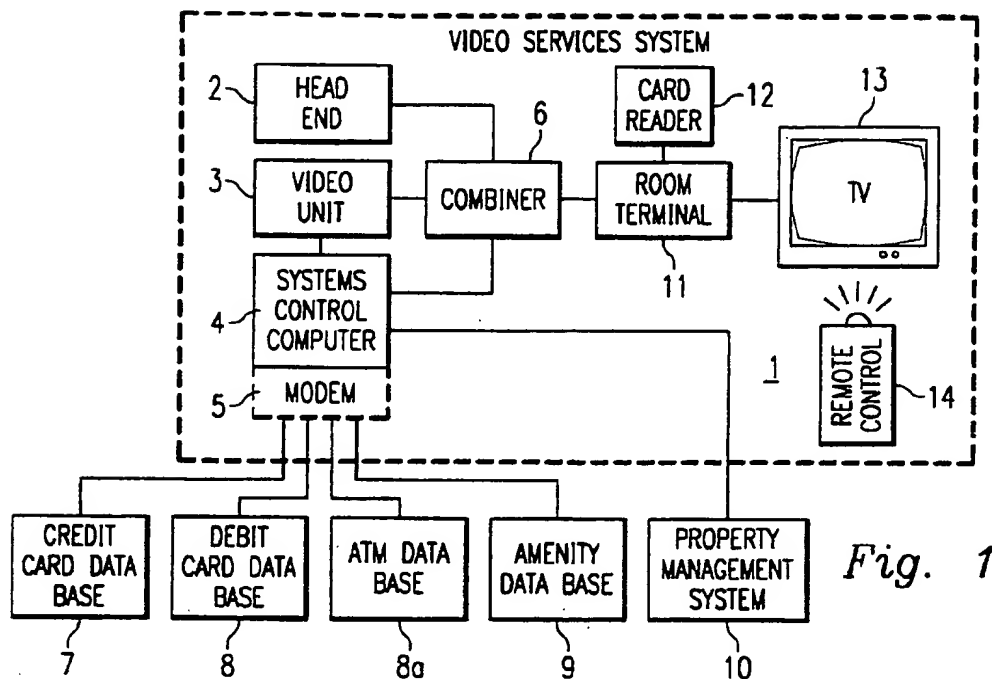 VIDEO SERVICES SYSTEM
2
HEAD
END
3
VIDEO
UNIT
4
SYSTEMS
CONTROL
COMPUTER
5
MODEM
6
COMBINER
CARD
READER
12
ROOM
TERMINAL
11
13
TV
1
REMOTE
CONTROL
14
CREDIT
CARD DATA
BASE
7
DEBIT
CARD DATA
BASE
8
ATM DATA
BASE
8a
AMENITY
DATA BASE
9
PROPERTY
MANAGEMENT
SYSTEM
10
Fig. 1